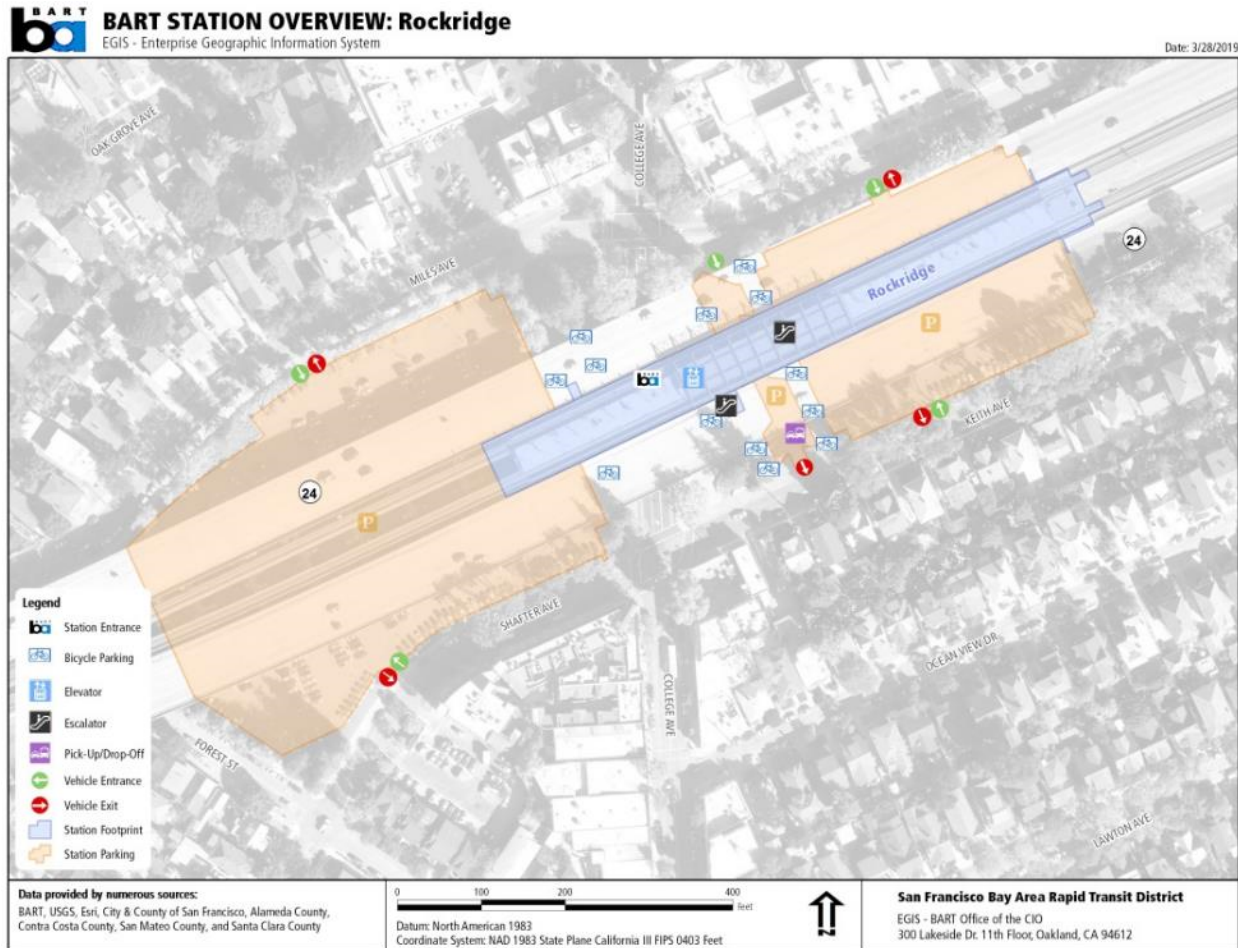 BART
ba
BART STATION OVERVIEW: Rockridge
EGIS - Enterprise Geographic Information System
Date: 3/28/2019
OAK GROVE AVE
COLLEGE AVE
MILES AVE
24
Rockridge
P
ba
P
KEITH AVE
24
P
SHAFTER AVE
OCEAN VIEW DR
COLLEGE AVE
FOREST ST
LAWTON AVE
Legend
BART
ba
Station Entrance
Bicycle Parking
Elevator
Escalator
Pick-Up/Drop-Off
Vehicle Entrance
Vehicle Exit
Station Footprint
Station Parking
Data provided by numerous sources:
BART, USGS, Esri, City & County of San Francisco, Alameda County,
Contra Costa County, San Mateo County, and Santa Clara County
0 100 200 400
Feet
Datum: North American 1983
Coordinate System: NAD 1983 State Plane California III FIPS 0403 Feet
N
San Francisco Bay Area Rapid Transit District
EGIS - BART Office of the CIO
300 Lakeside Dr. 11th Floor, Oakland, CA 94612